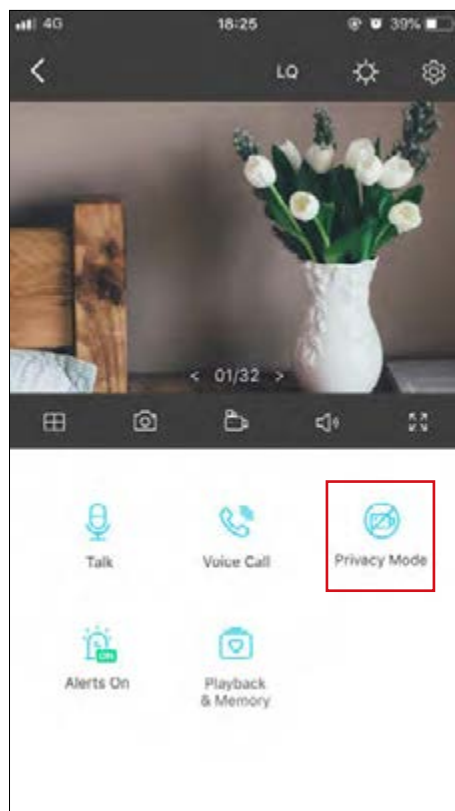 4G 18:25 39%
LQ
< 01/32 >
Talk
Voice Call
Privacy Mode
ON
Alerts On
Playback
& Memory